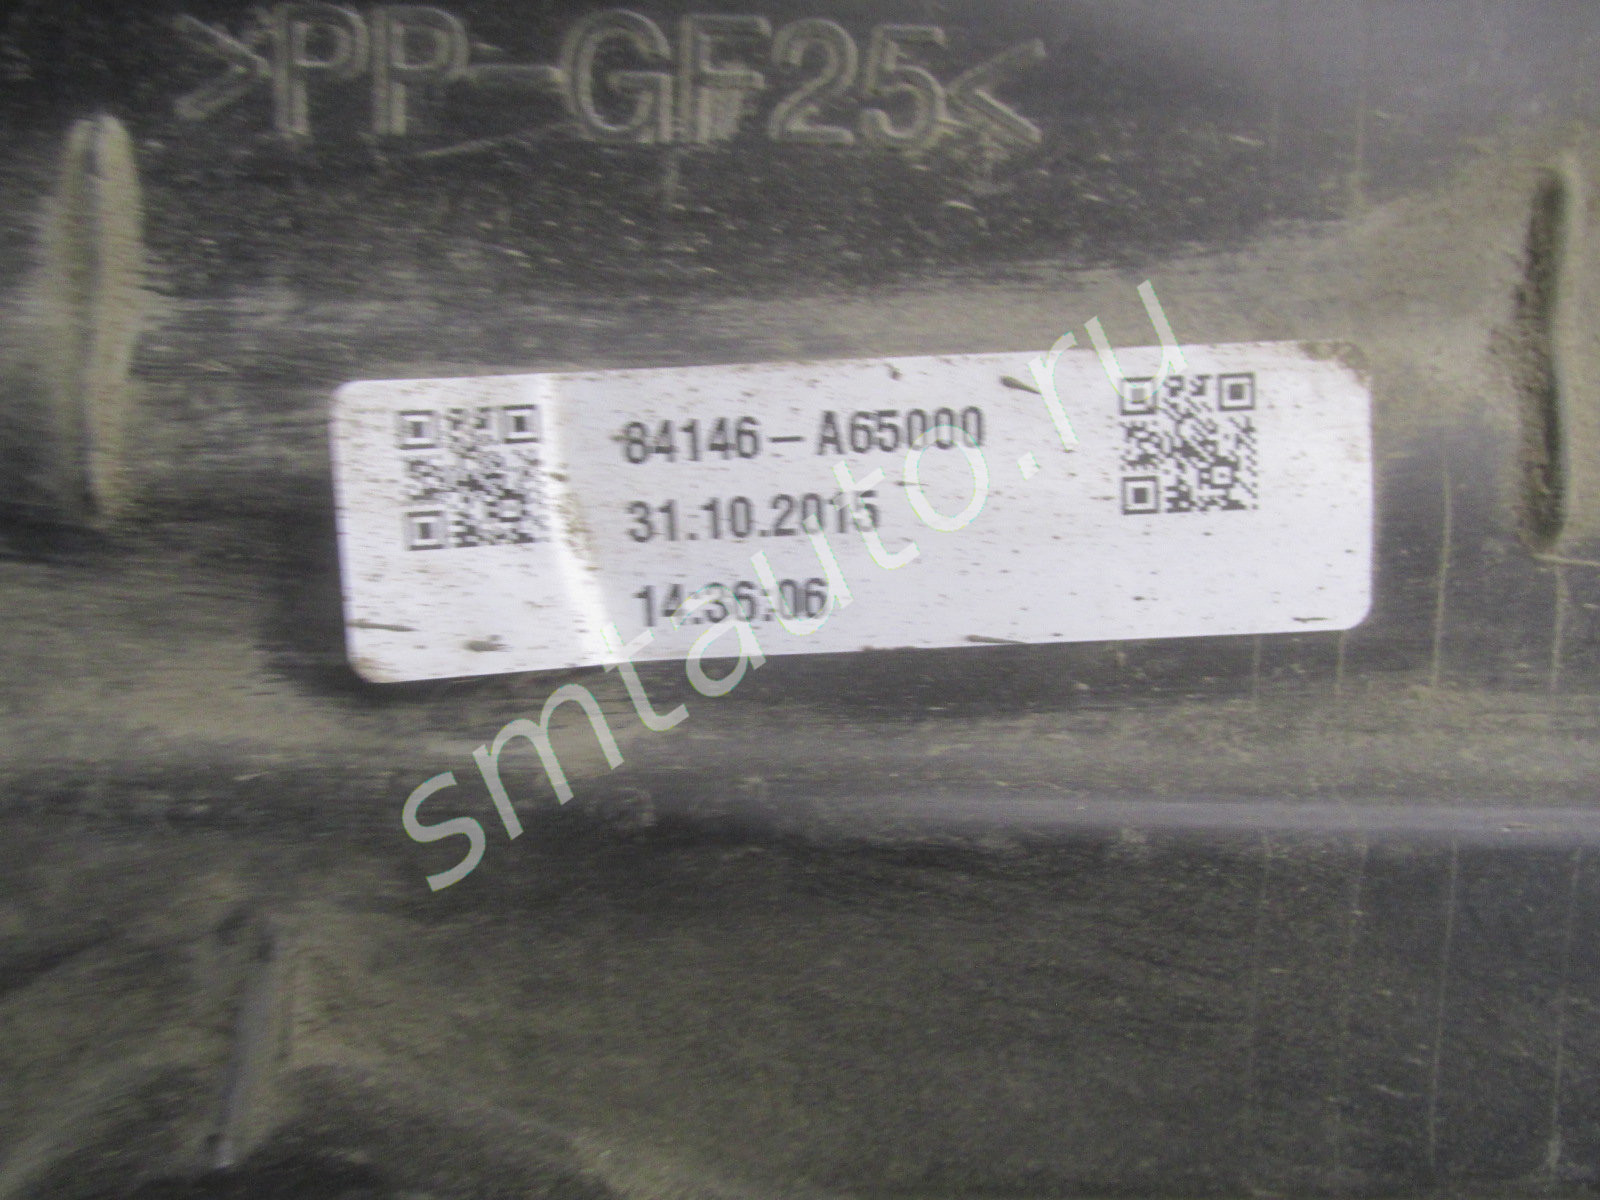 >PP-GF25<
84146-A65000
31.10.2015
14:36:06
smtauto.ru